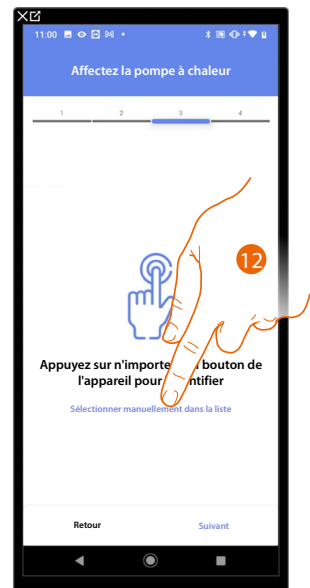 11:00
Affectez la pompe à chaleur
1 2 3 4
12
Appuyez sur n'importe bouton de
l'appareil pour ntifier
Sélectionner manuellement dans la liste
Retour Suivant